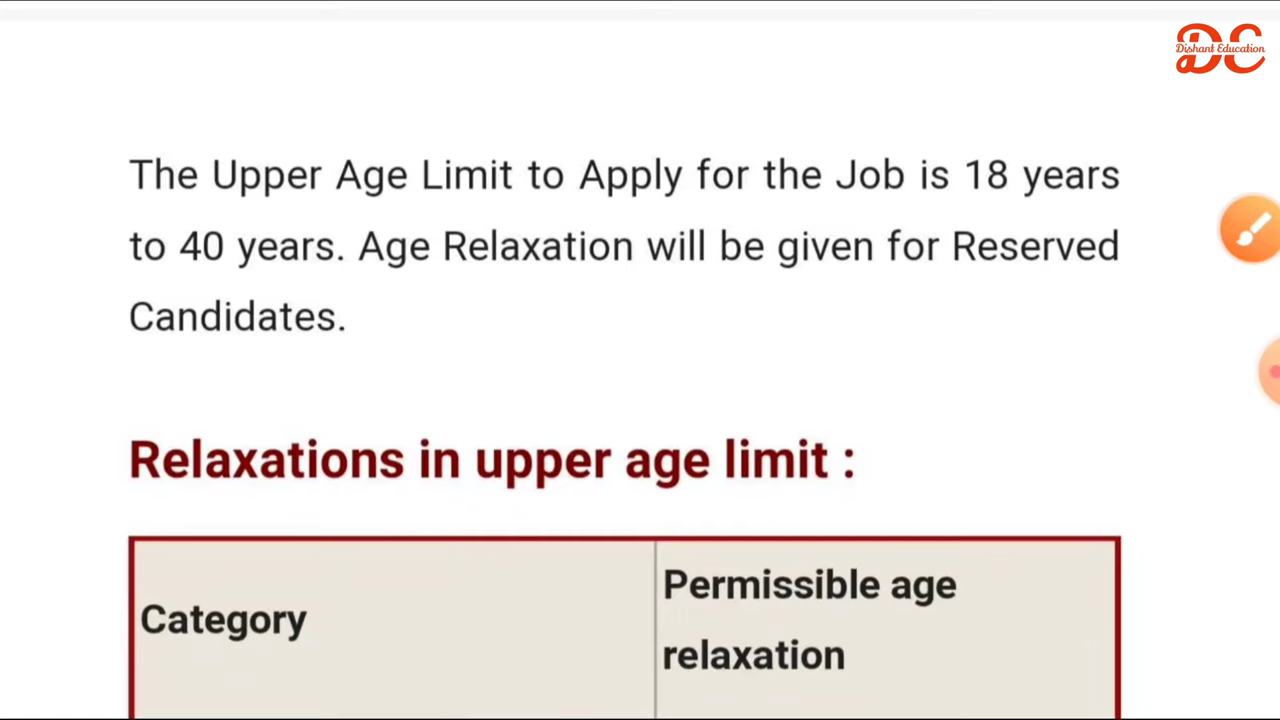 DC
Dishant Education
The Upper Age Limit to Apply for the Job is 18 years
to 40 years. Age Relaxation will be given for Reserved
Candidates.
Relaxations in upper age limit :
Category
Permissible age
relaxation